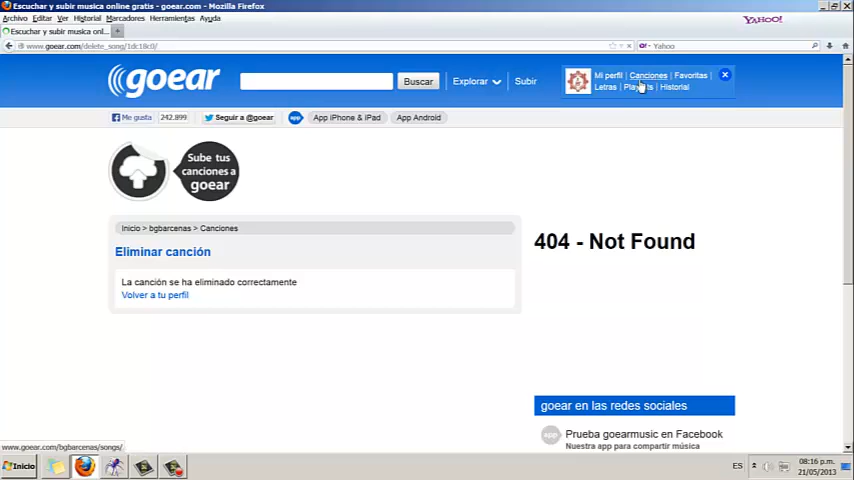 Escuchar y subir musica online gratis - goear.com - Mozilla Firefox
Archivo Editar Ver Historial Marcadores Herramientas Ayuda
YAHOO!
Escuchar y subir musica onl...
www.goear.com/delete_song/1dc18c0/
Yahoo
goear
Buscar
Explorar
Subir
Mi perfil | Canciones | Favoritas |
Letras | Playlists | Historial
Me gusta 242.899
Seguir a @goear
app
App iPhone & iPad
App Android
Sube tus
canciones a
goear
Inicio > bgbarcenas > Canciones
Eliminar canción
La canción se ha eliminado correctamente
Volver a tu perfil
404 - Not Found
goear en las redes sociales
app
Prueba goearmusic en Facebook
Nuestra app para compartir música
www.goear.com/bgbarcenas/songs/
Inicio
ES
08:16 p.m.
21/05/2013